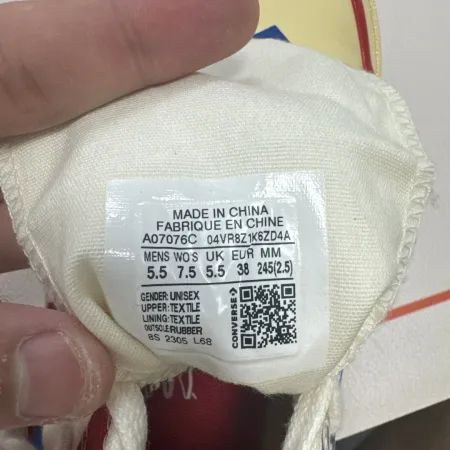 MADE IN CHINA
FABRIQUE EN CHINE
A07076C 04VR8Z1K6ZD4A
MENS WO'S UK EUR MM
5.5 7.5 5.5 38 245(2.5)
GENDER: UNISEX
UPPER: TEXTILE
LINING: TEXTILE
OUTSOLE: RUBBER
8S 2305 L68
CONVERSE